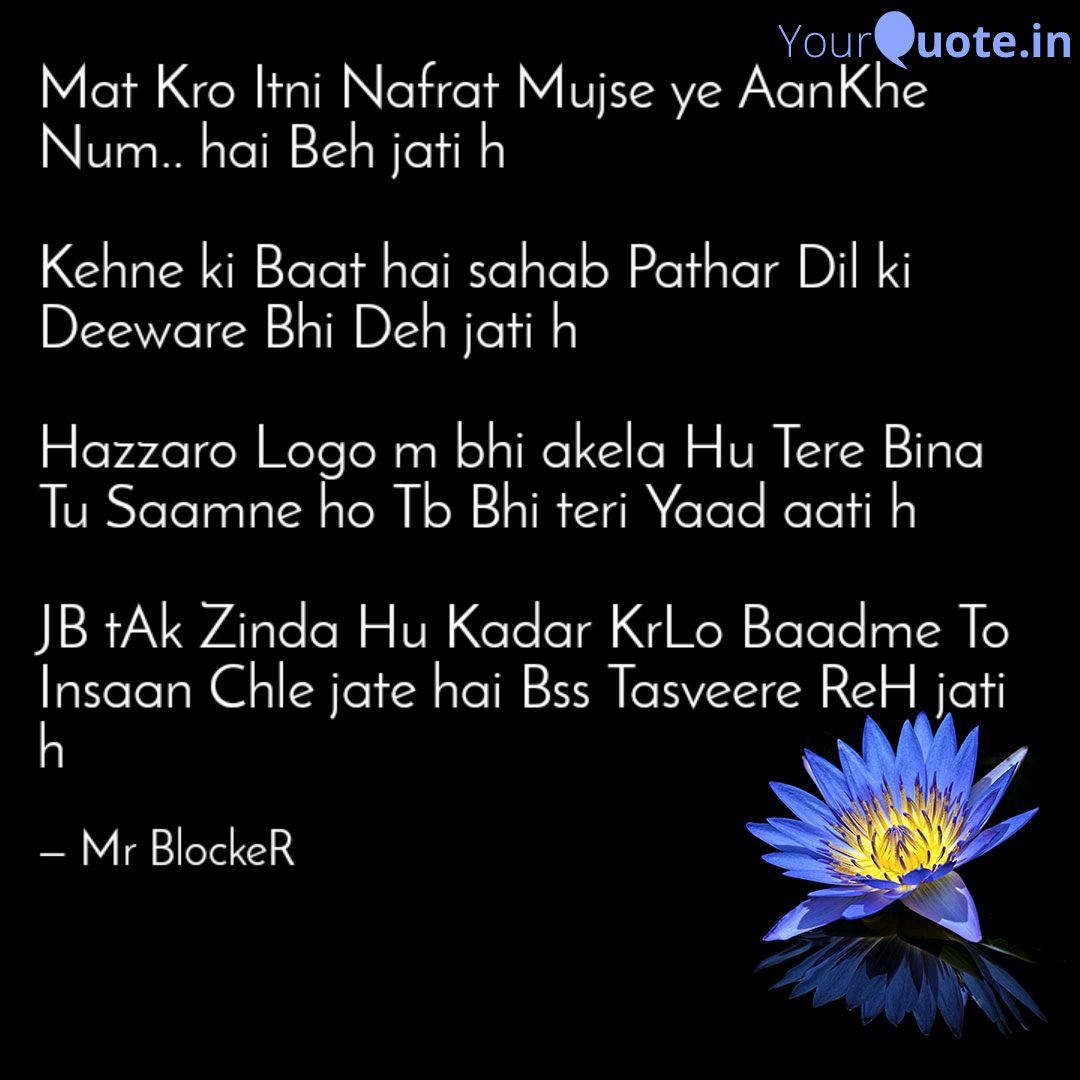 YourQuote.in
Mat Kro Itni Nafrat Mujse ye AanKhe
Num.. hai Beh jati h
Kehne ki Baat hai sahab Pathar Dil ki
Deeware Bhi Deh jati h
Hazzaro Logo m bhi akela Hu Tere Bina
Tu Saamne ho Tb Bhi teri Yaad aati h
JB tAk Zinda Hu Kadar KrLo Baadme To
Insaan Chle jate hai Bss Tasveere ReH jati
h
– Mr BlockeR